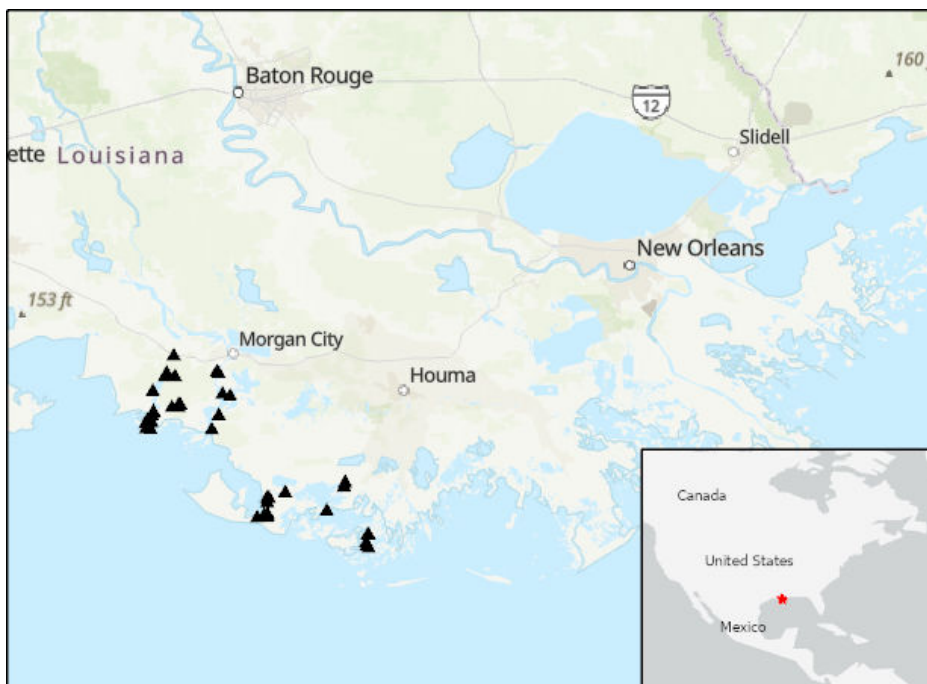 160
Baton Rouge
12
Slidell
ette Louisiana
New Orleans
153 ft
Morgan City
Houma
Canada
United States
Mexico